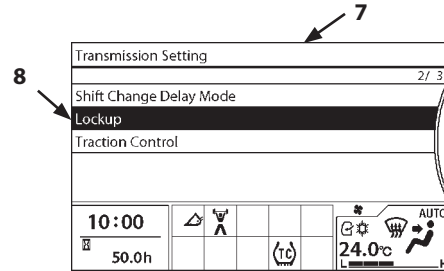 7
Transmission Setting
2/ 3
8
Shift Change Delay Mode
Lockup
Traction Control
10:00
AUTO
50.0h
TC
24.0℃
L H